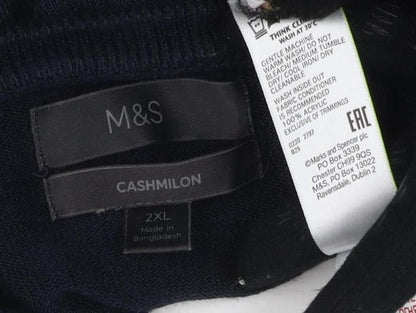 M&S
CASHMILON
2XL
Made in
Bangladesh
WASH AT 30°C
GENTLE MACHINE
WARM WASH/ DO NOT
BLEACH/ MEDIUM TUMBLE
DRY/ COOL IRON/ DRY
CLEANABLE
WASH INSIDE OUT
FABRIC CONDITIONER
IS RECOMMENDED
100% ACRYLIC
EXCLUSIVE OF TRIMMINGS
EAC
©Marks and Spencer plc
PO Box 3339
Chester CH99 9QS
M&S, PO Box 13022
Ravensdale, Dublin 2